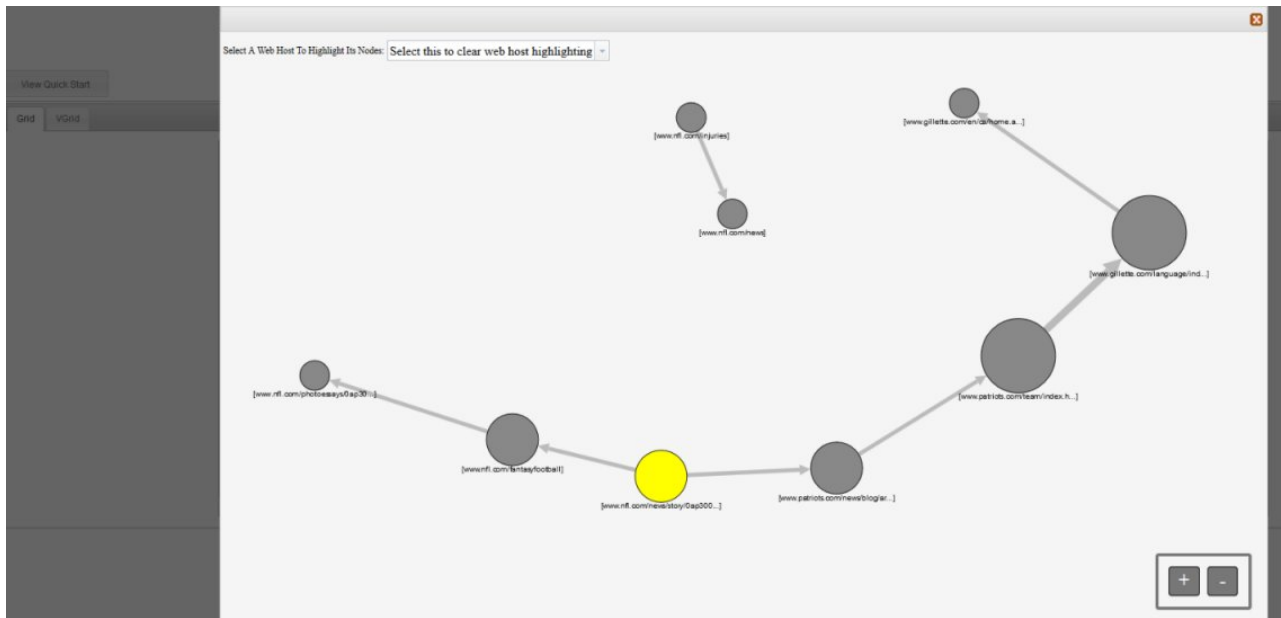 Select A Web Host To Highlight Its Nodes: Select this to clear web host highlighting
View Quick Start
Grid VGrid
[www.nfl.com/injuries]
[www.gillette.com/en/ca/home.a...]
[www.nfl.com/news]
[www.gillette.com/language/ind...]
[www.nfl.com/photoessays/0ap30...]
[www.patriots.com/team/index.h...]
[www.nfl.com/fantasyfootball]
[www.patriots.com/news/blog/ar...]
[www.nfl.com/news/story/0ap300...]
+ -